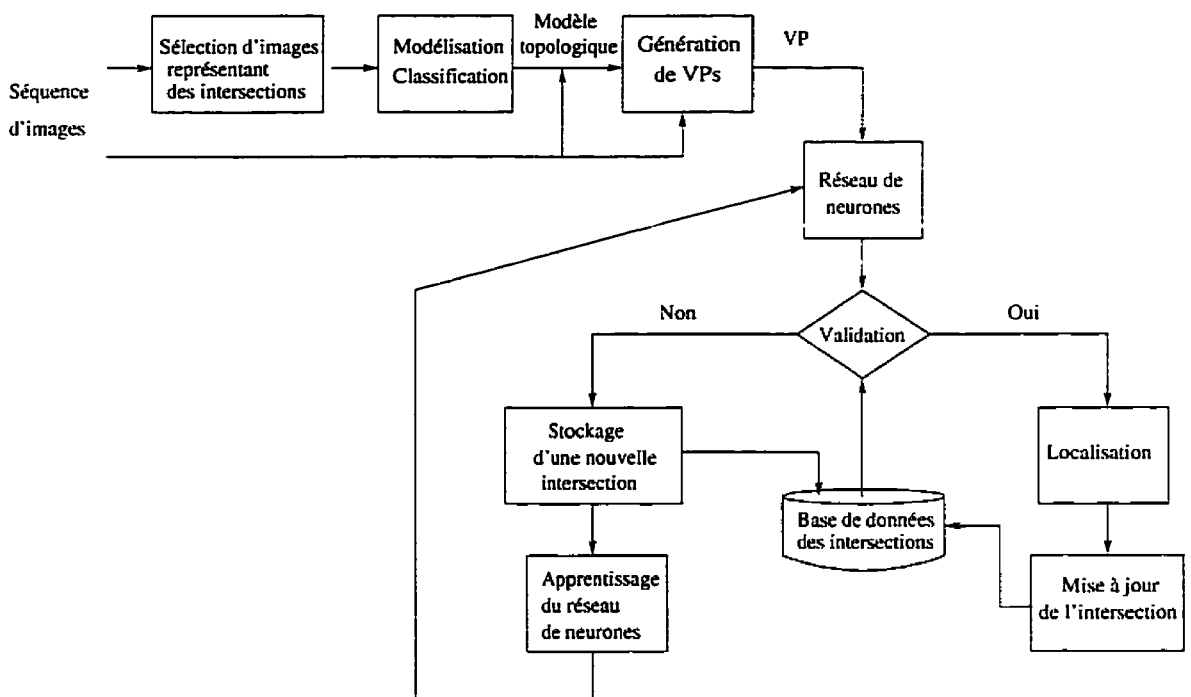 Séquence
d'images
Sélection d'images
représentant
des intersections
Modélisation
Classification
Modèle
topologique
Génération
de VPs
VP
Réseau de
neurones
Validation
Non
Oui
Stockage
d'une nouvelle
intersection
Apprentissage
du réseau
de neurones
Base de données
des intersections
Localisation
Mise à jour
de l'intersection